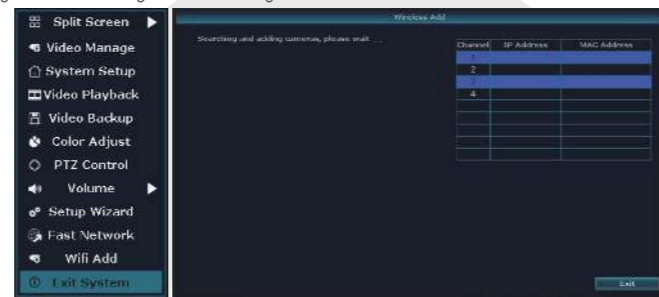 Split Screen
Video Manage
System Setup
Video Playback
Video Backup
Color Adjust
PTZ Control
Volume
Setup Wizard
Fast Network
Wifi Add
Exit System
Wireless Add
Searching and adding cameras, please wait ...
Channel IP Address MAC Address
1
2
3
4
Exit